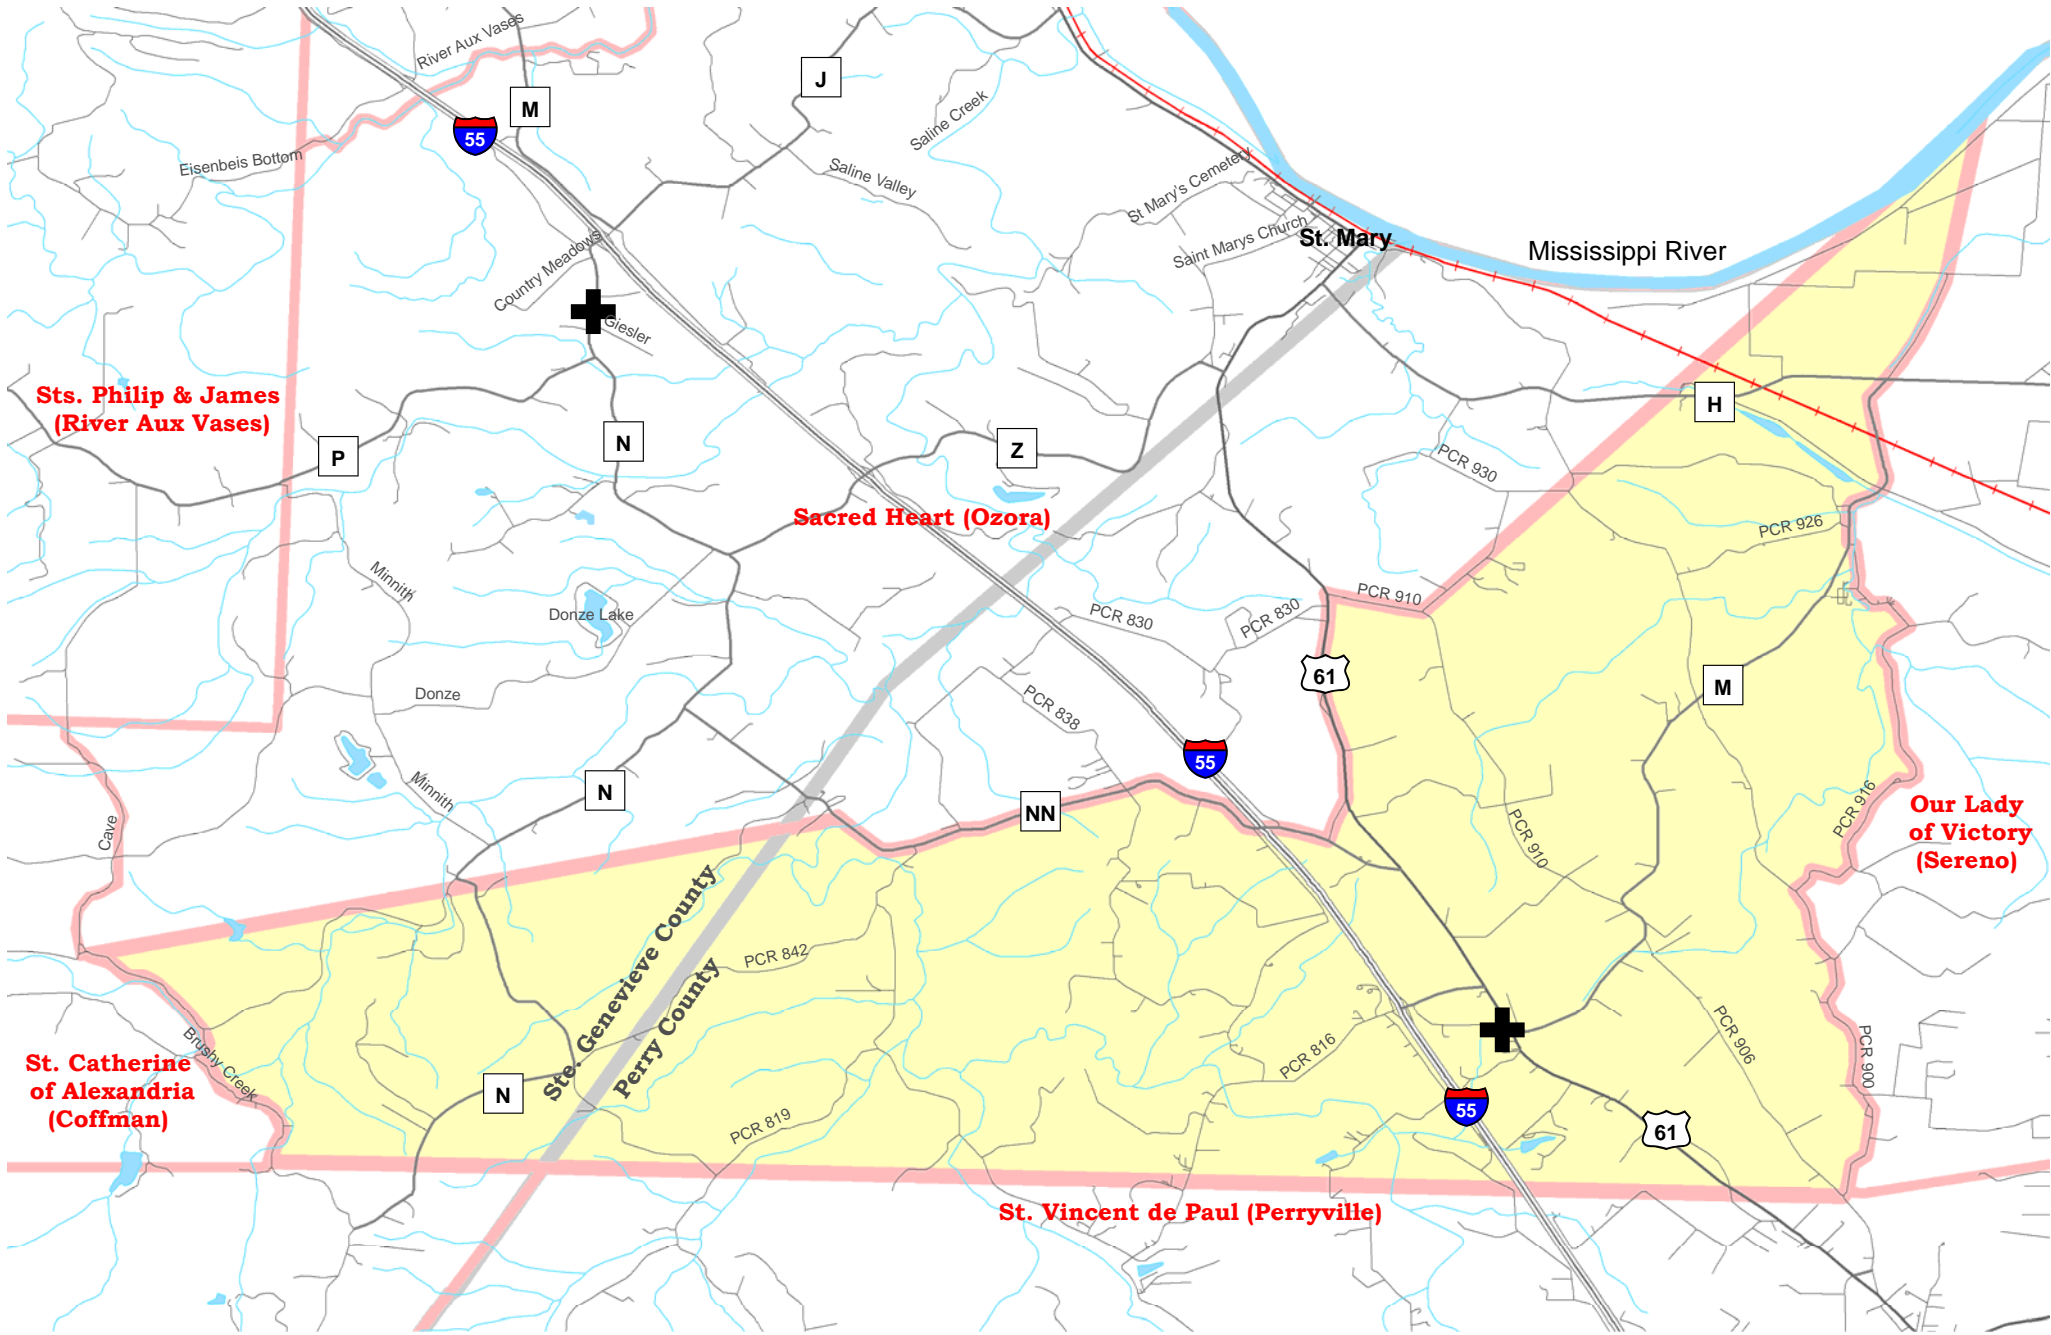 River Aux Vases
M
J
55
Saline Creek
Eisenbeis Bottom
Saline Valley
St Mary's Cemetery
Saint Marys Church
St. Mary
Mississippi River
Country Meadows
Giesler
Sts. Philip & James
(River Aux Vases)
P
N
Z
H
PCR 930
Sacred Heart (Ozora)
PCR 926
Minnith
Donze Lake
PCR 830
PCR 830
PCR 910
61
M
Donze
PCR 838
55
Minnith
N
NN
Cave
PCR 910
PCR 916
Our Lady
of Victory
(Sereno)
Ste. Genevieve County
Perry County
PCR 842
Brushy Creek
St. Catherine
of Alexandria
(Coffman)
N
PCR 819
PCR 816
PCR 906
PCR 900
55
61
St. Vincent de Paul (Perryville)